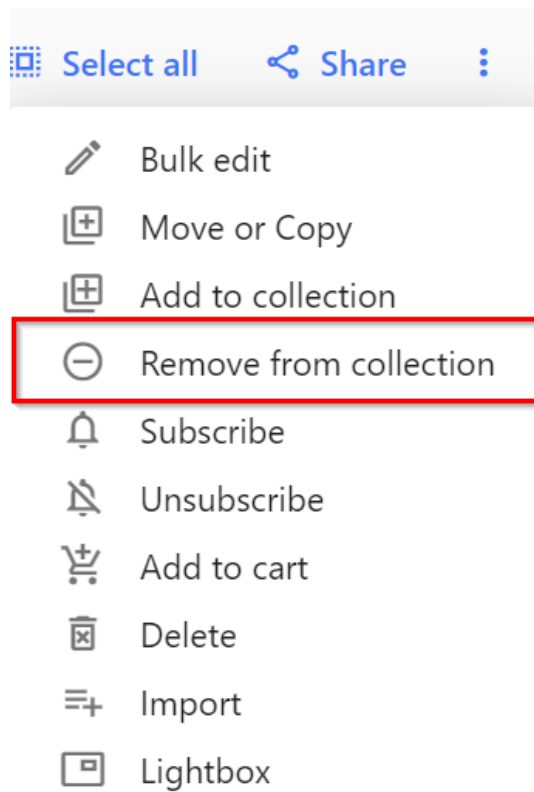 Select all Share
Bulk edit
Move or Copy
Add to collection
Remove from collection
Subscribe
Unsubscribe
Add to cart
Delete
Import
Lightbox